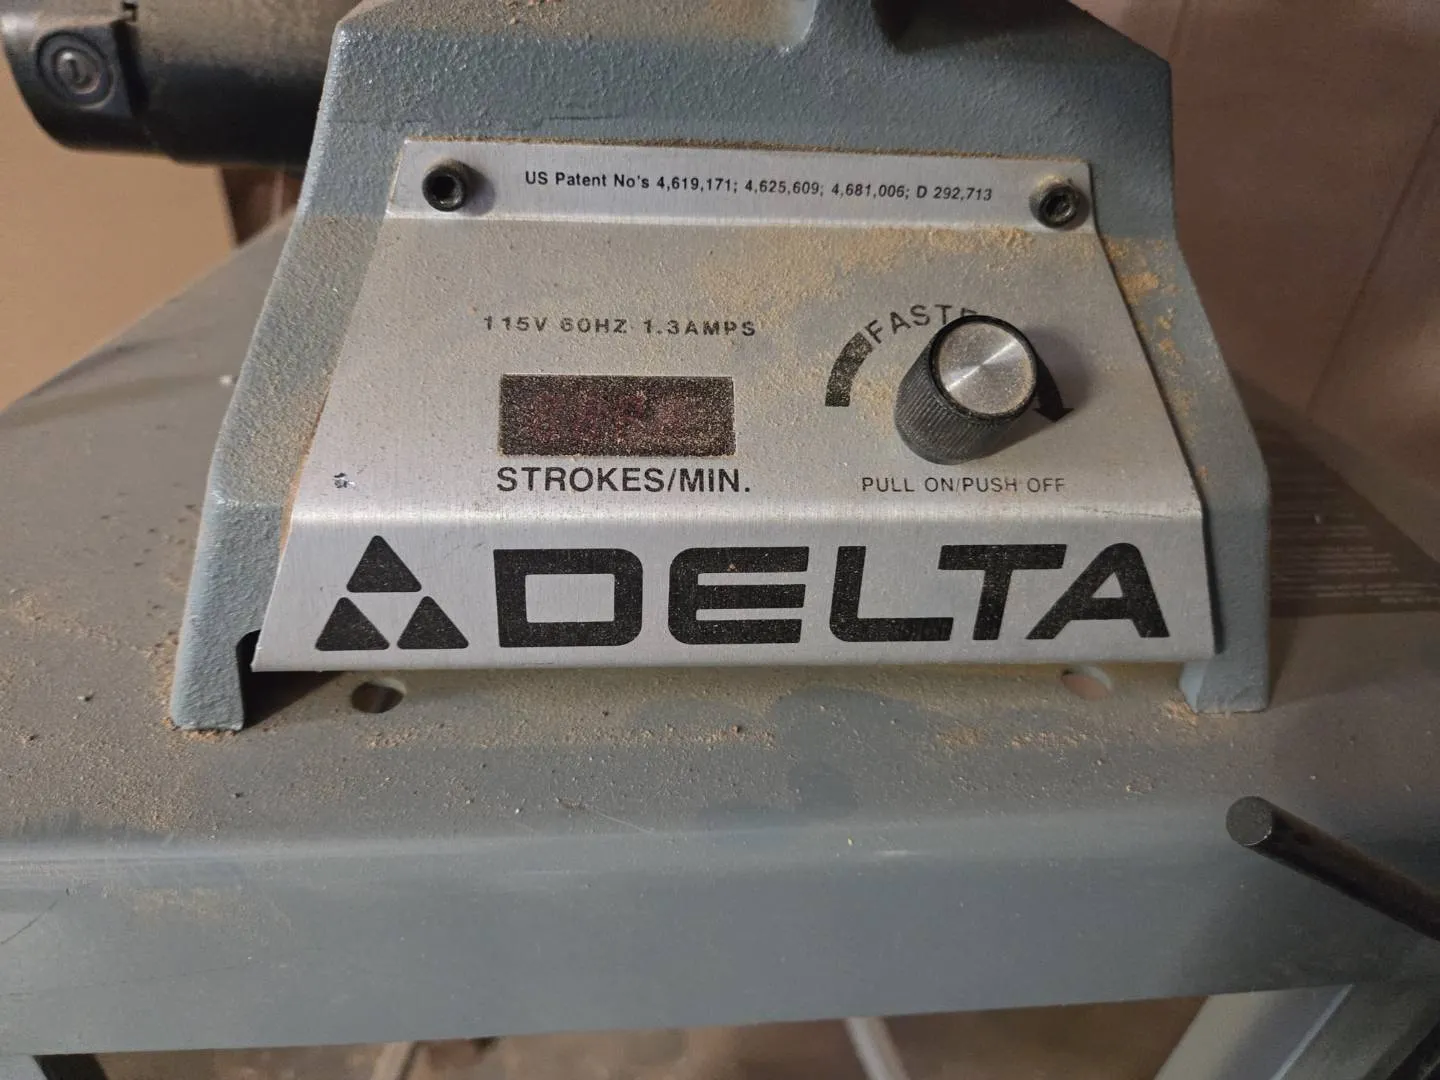 US Patent No's 4,619,171; 4,625,609; 4,681,006; D 292,713
115V 60HZ 1.3AMPS
STROKES/MIN.
PULL ON/PUSH OFF
DELTA